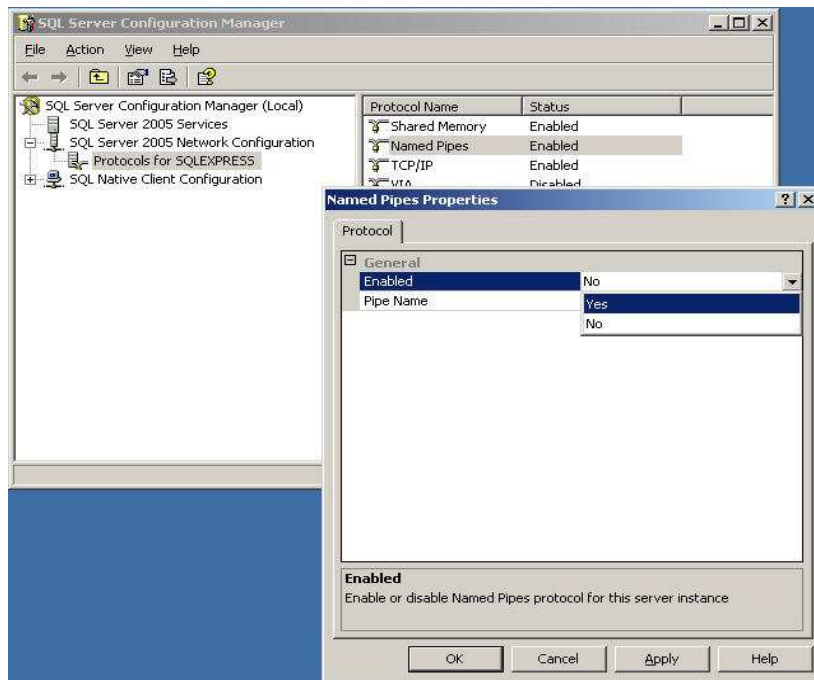 SQL Server Configuration Manager
File Action View Help
SQL Server Configuration Manager (Local)
SQL Server 2005 Services
SQL Server 2005 Network Configuration
Protocols for SQLEXPRESS
SQL Native Client Configuration
Protocol Name Status
Shared Memory Enabled
Named Pipes Enabled
TCP/IP Enabled
VIA Disabled
Named Pipes Properties
Protocol
General
Enabled No
Pipe Name
Yes
No
Enabled
Enable or disable Named Pipes protocol for this server instance
OK Cancel Apply Help